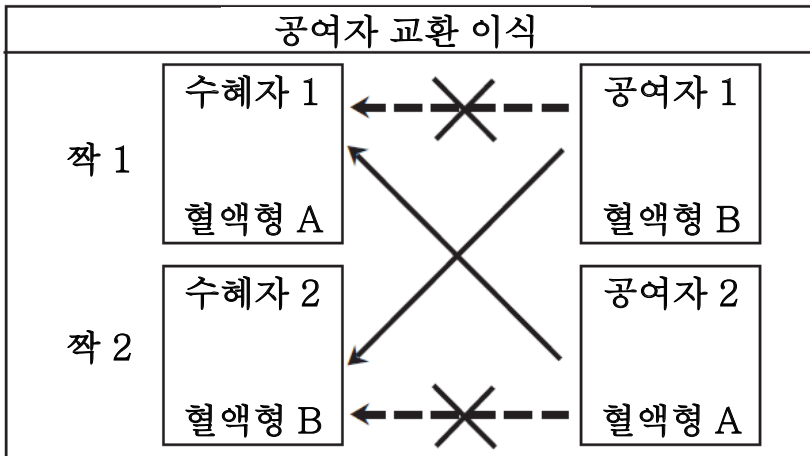 공여자 교환 이식
수혜자 1
공여자 1
짝 1
혈액형 A
혈액형 B
수혜자 2
공여자 2
짝 2
혈액형 B
혈액형 A